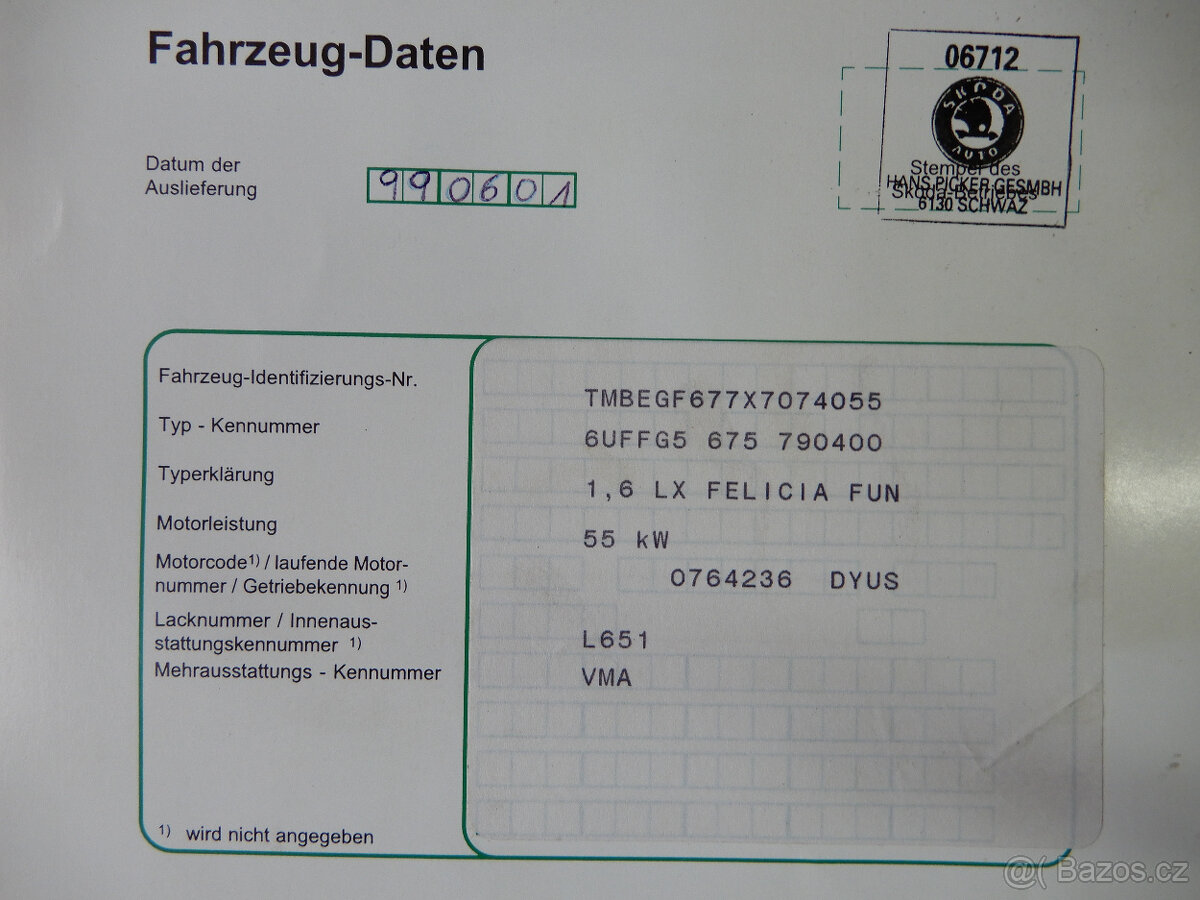 Fahrzeug-Daten
06712
SKODA
AUTO
Datum der
Auslieferung
990601
Stempel des
HANS PICKER GESMBH
Skoda-Betriebes
6130 SCHWAZ
Fahrzeug-Identifizierungs-Nr.
TMBEGF677X7074055
Typ - Kennummer
6UFFG5 675 790400
Typerklärung
1,6 LX FELICIA FUN
Motorleistung
55 kW
Motorcode1) / laufende Motor-
nummer / Getriebekennung 1)
0764236 DYUS
Lacknummer / Innenaus-
stattungskennummer 1)
L651
Mehrausstattungs - Kennummer
VMA
1) wird nicht angegeben
@( Bazos.cz